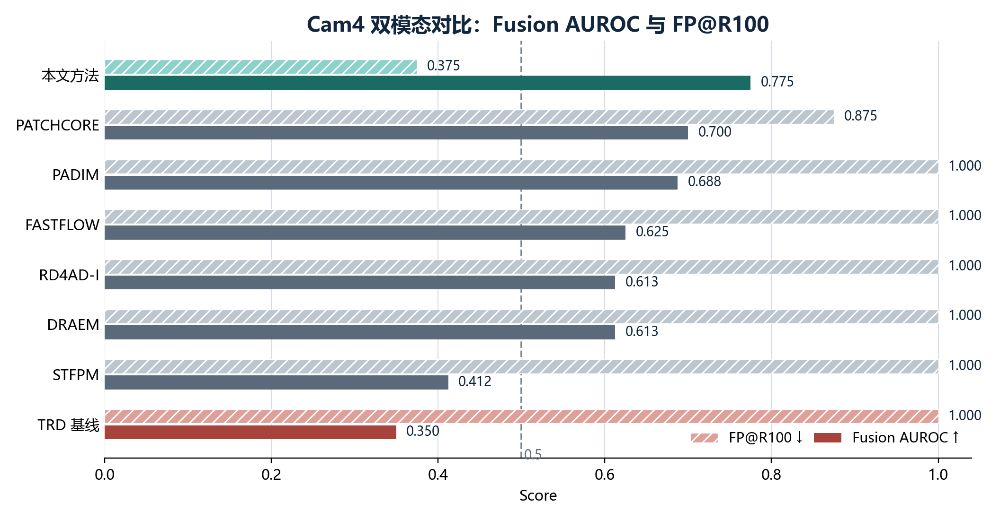 Cam4 双模态对比：Fusion AUROC 与 FP@R100
本文方法
0.375
0.775
PATCHCORE
0.875
0.700
PADIM
1.000
0.688
FASTFLOW
1.000
0.625
RD4AD-I
1.000
0.613
DRAEM
1.000
0.613
STFPM
1.000
0.412
TRD 基线
1.000
0.350
FP@R100 ↓ Fusion AUROC ↑
0.5
0.0 0.2 0.4 0.6 0.8 1.0
Score